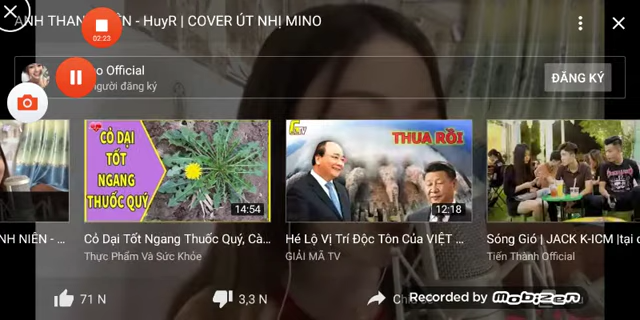 ANH THAN NIÊN - HuyR | COVER ÚT NHỊ MINO
02:23
o Official
người đăng ký
ĐĂNG KÝ
CỎ DẠI
TỐT
NGANG
THUỐC QUÝ
14:54
TV
THUA RỒI
12:18
NH NIÊN - ...
Cỏ Dại Tốt Ngang Thuốc Quý, Cà...
Thực Phẩm Và Sức Khỏe
Hé Lộ Vị Trí Độc Tôn Của VIỆT ...
GIẢI MÃ TV
Sóng Gió | JACK K-ICM |tại c
Tiến Thành Official
71 N
3,3 N
Recorded by MOBIZEN